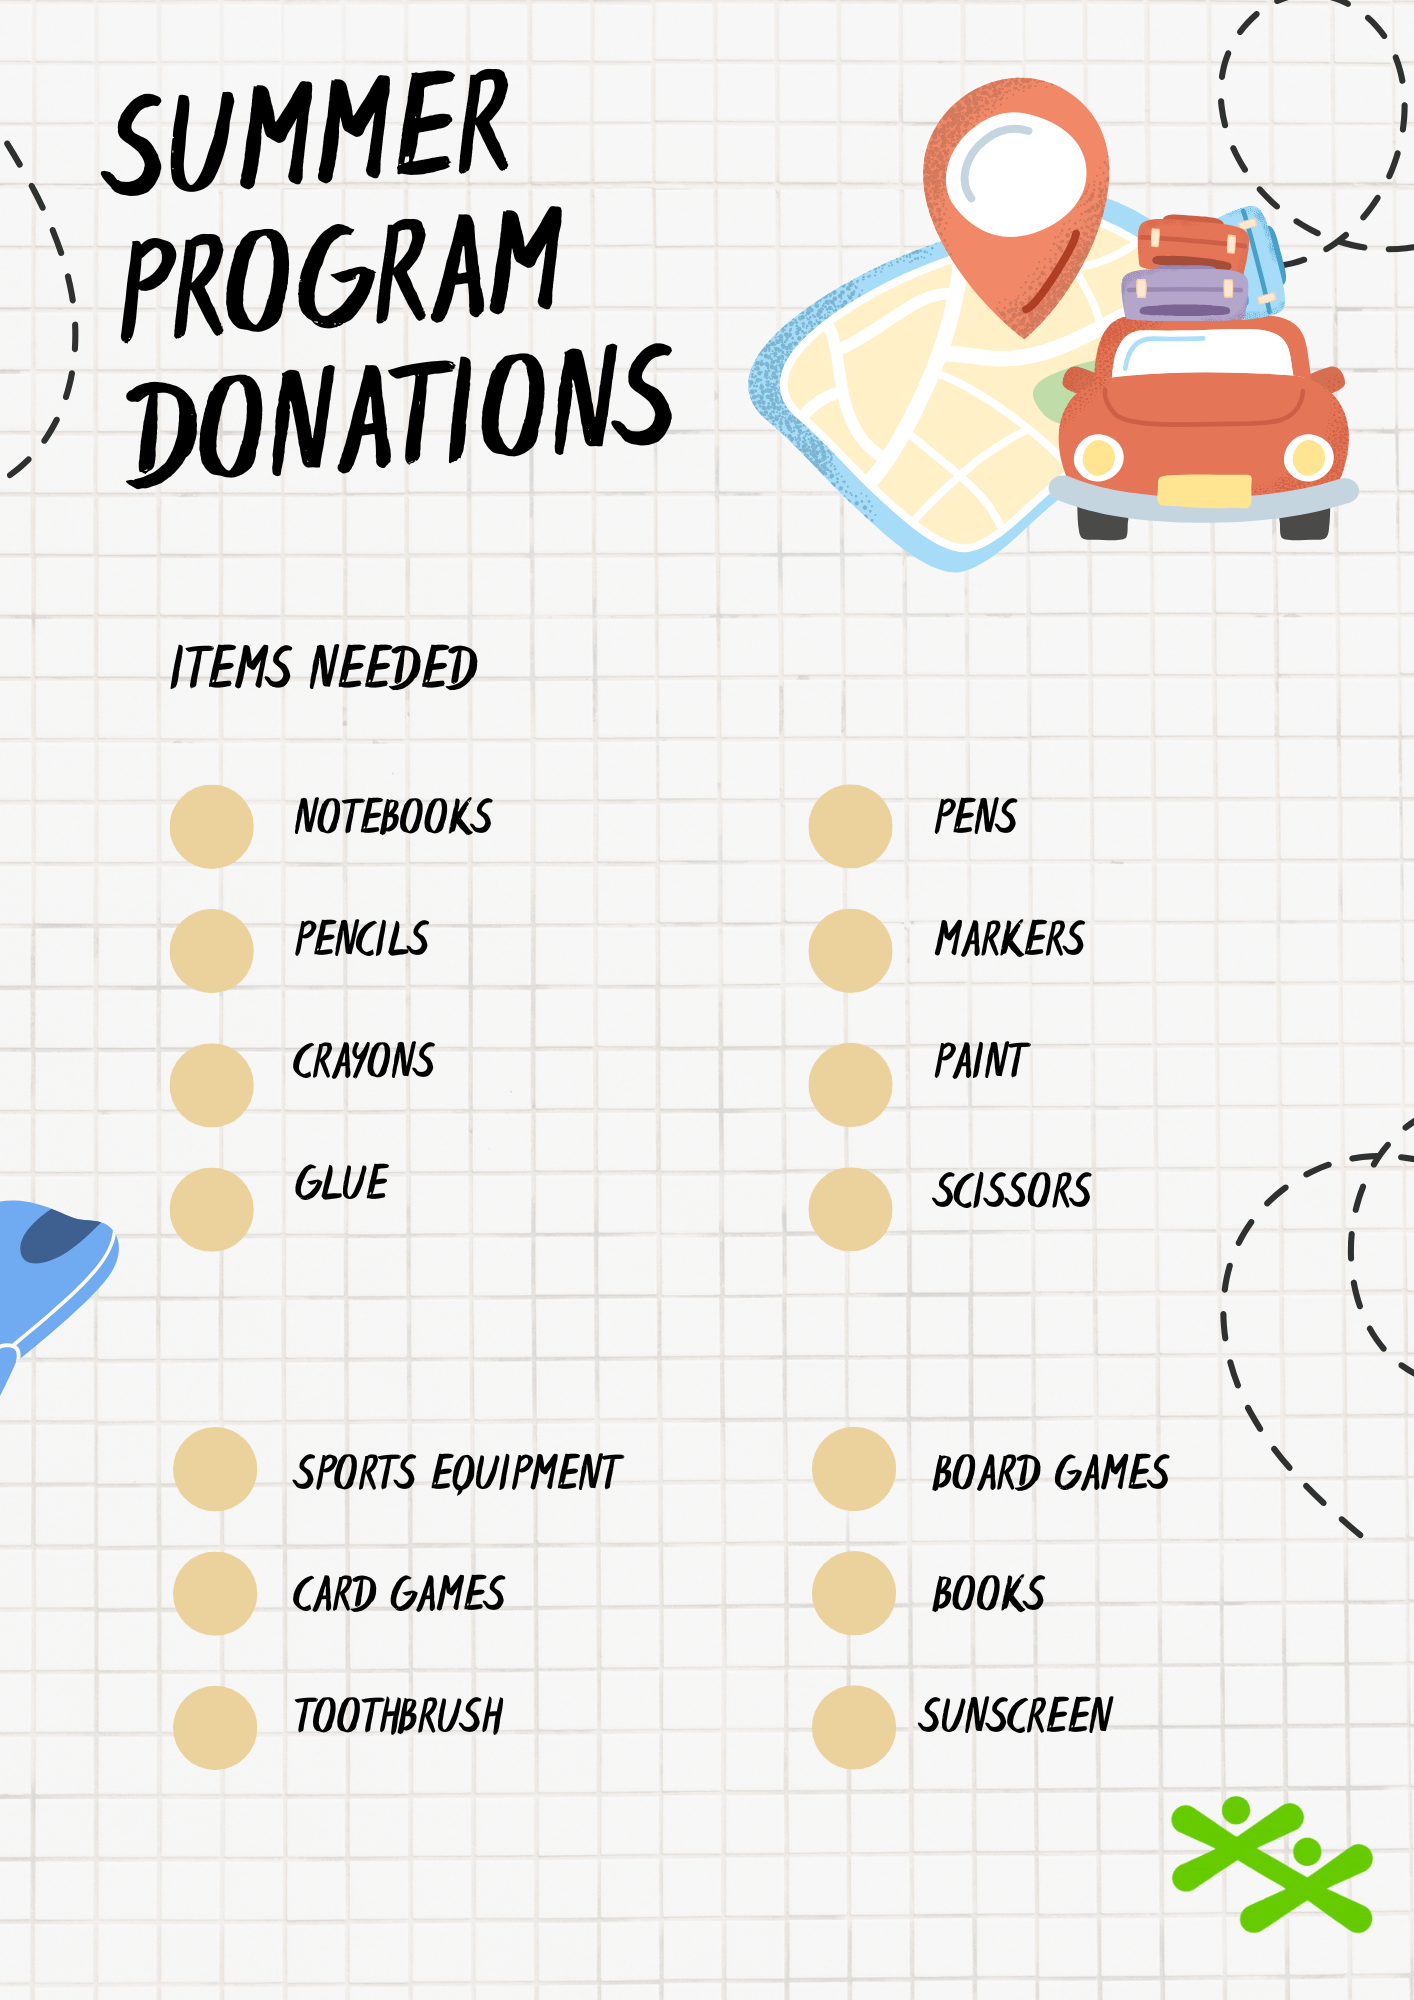 SUMMER
PROGRAM
DONATIONS
ITEMS NEEDED
NOTEBOOKS
PENS
PENCILS
MARKERS
CRAYONS
PAINT
GLUE
SCISSORS
SPORTS EQUIPMENT
BOARD GAMES
CARD GAMES
BOOKS
TOOTHBRUSH
SUNSCREEN